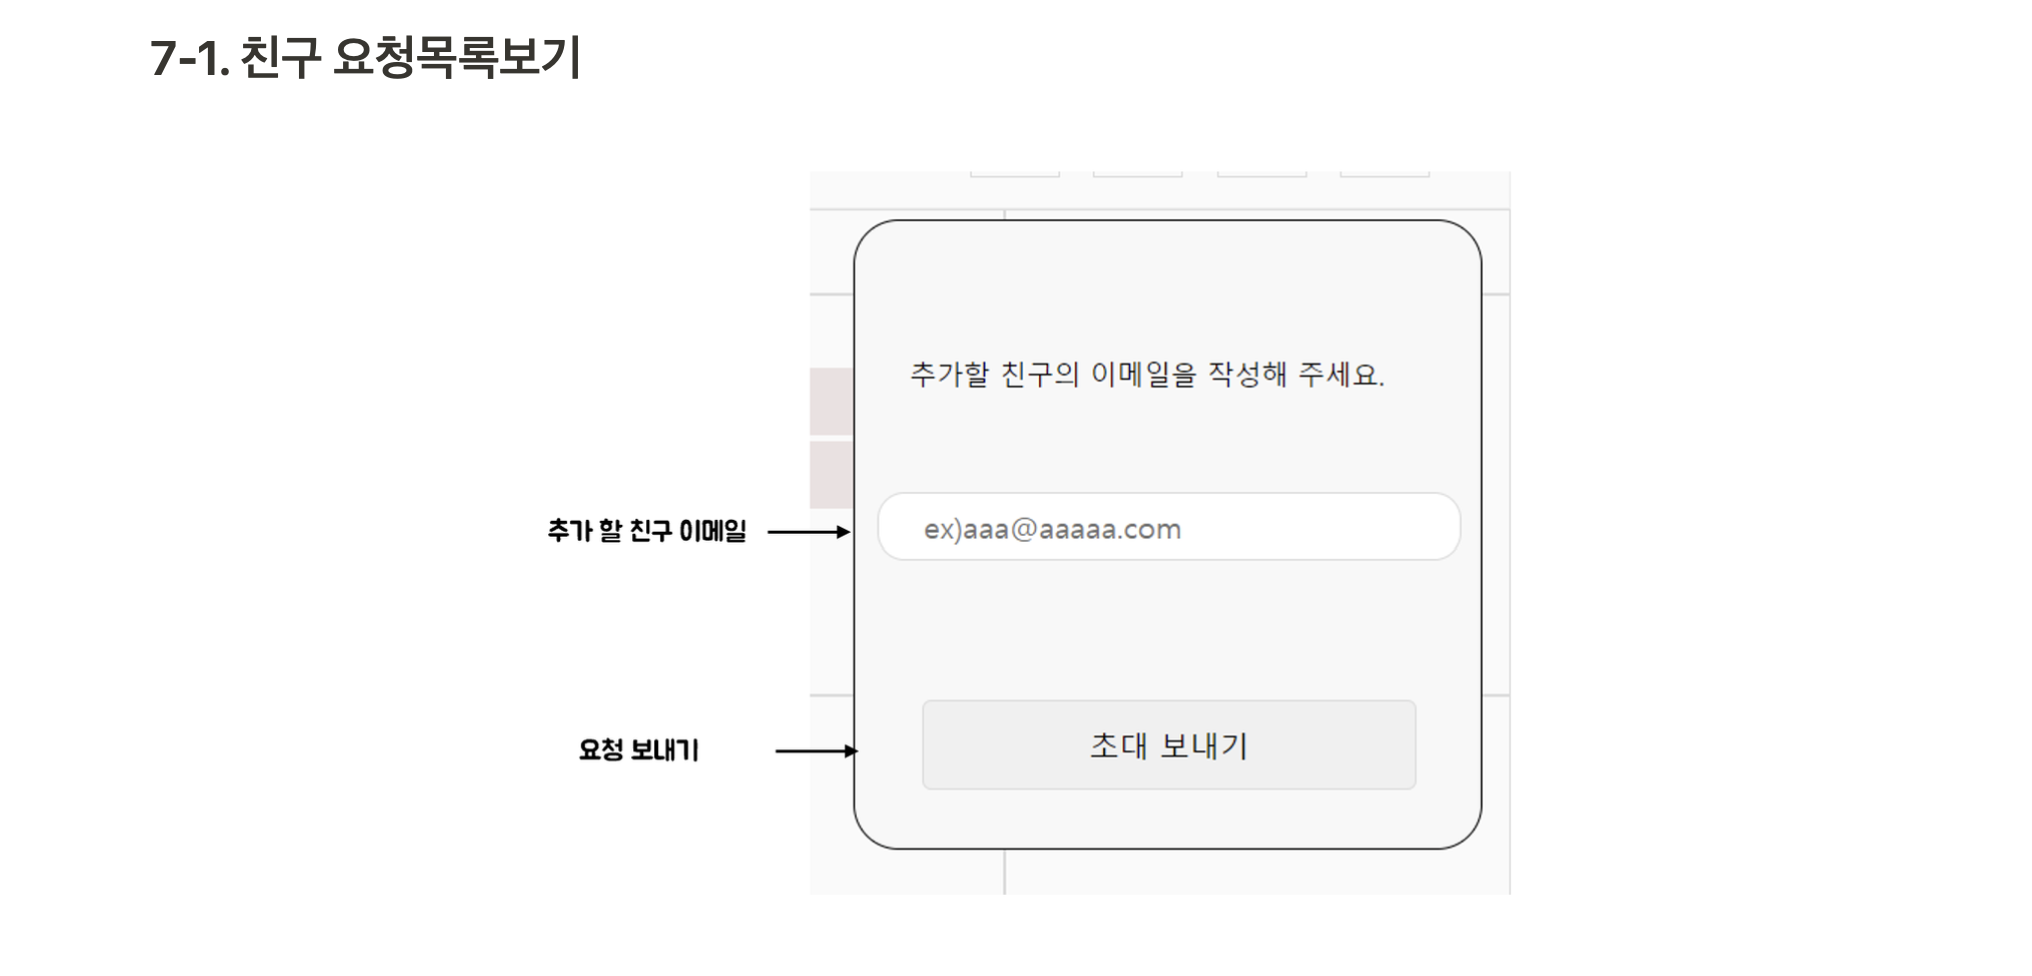 7-1. 친구 요청목록보기
추가할 친구의 이메일을 작성해 주세요.
추가 할 친구 이메일
ex)aaa@aaaaa.com
요청 보내기
초대 보내기